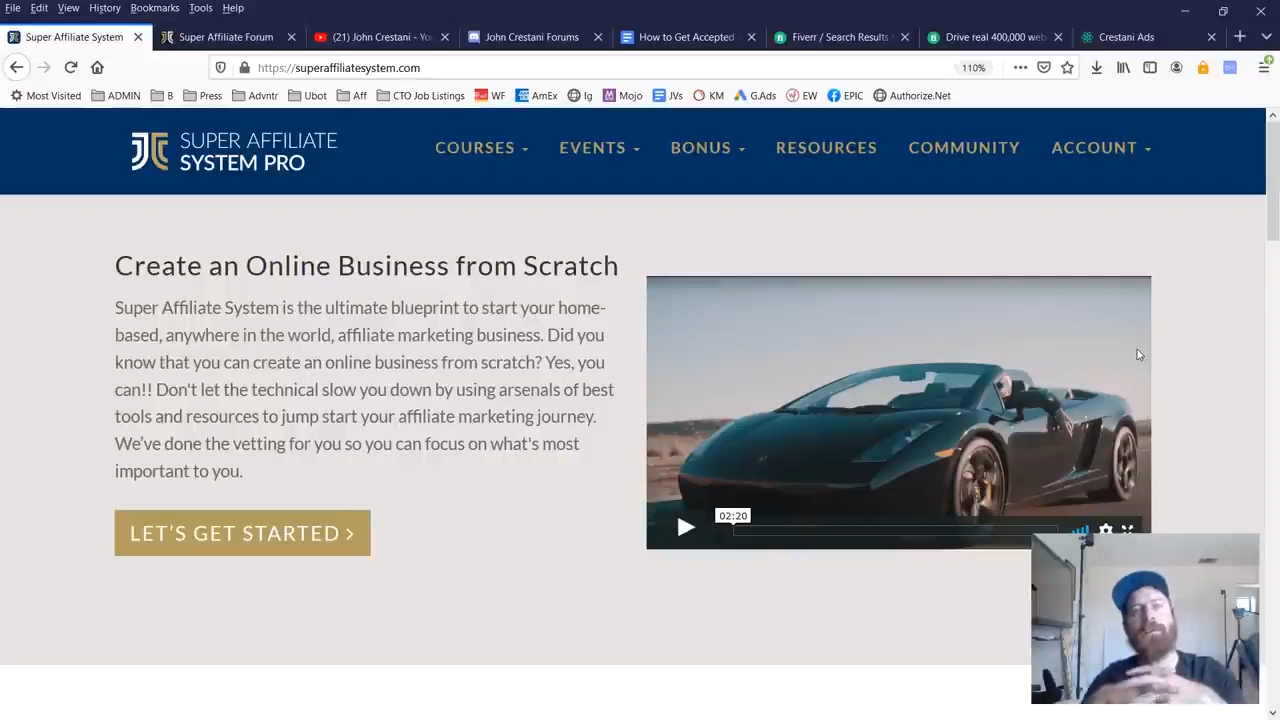 File Edit View History Bookmarks Tools Help
Super Affiliate System
Super Affiliate Forum
(21) John Crestani - Yo
John Crestani Forums
How to Get Accepted
Fiverr / Search Results
Drive real 400,000 web
Crestani Ads
https://superaffiliatesystem.com
110%
Most Visited ADMIN B Press Advntr Ubot Aff CTO Job Listings WF AmEx Ig Mojo JVs KM G.Ads EW EPIC Authorize.Net
SUPER AFFILIATE
SYSTEM PRO
COURSES EVENTS BONUS RESOURCES COMMUNITY ACCOUNT
Create an Online Business from Scratch
Super Affiliate System is the ultimate blueprint to start your home-
based, anywhere in the world, affiliate marketing business. Did you
know that you can create an online business from scratch? Yes, you
can!! Don't let the technical slow you down by using arsenals of best
tools and resources to jump start your affiliate marketing journey.
We've done the vetting for you so you can focus on what's most
important to you.
LET'S GET STARTED >
02:20